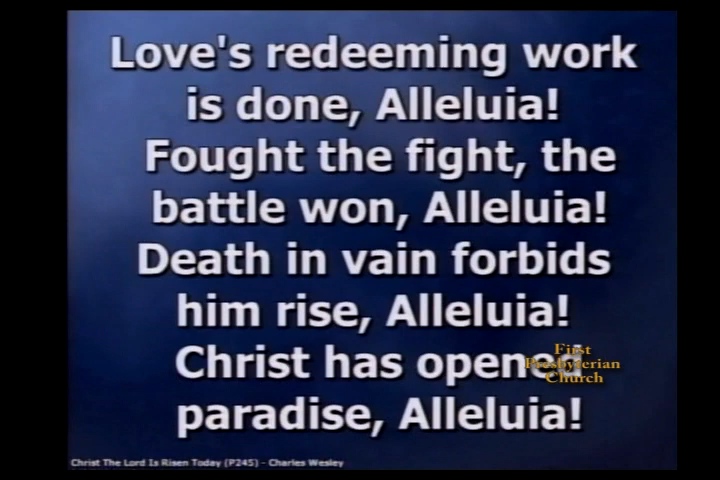 Love's redeeming work
is done, Alleluia!
Fought the fight, the
battle won, Alleluia!
Death in vain forbids
him rise, Alleluia!
Christ has opened
paradise, Alleluia!
First
Presbyterian
Church
Christ The Lord Is Risen Today (P245) - Charles Wesley